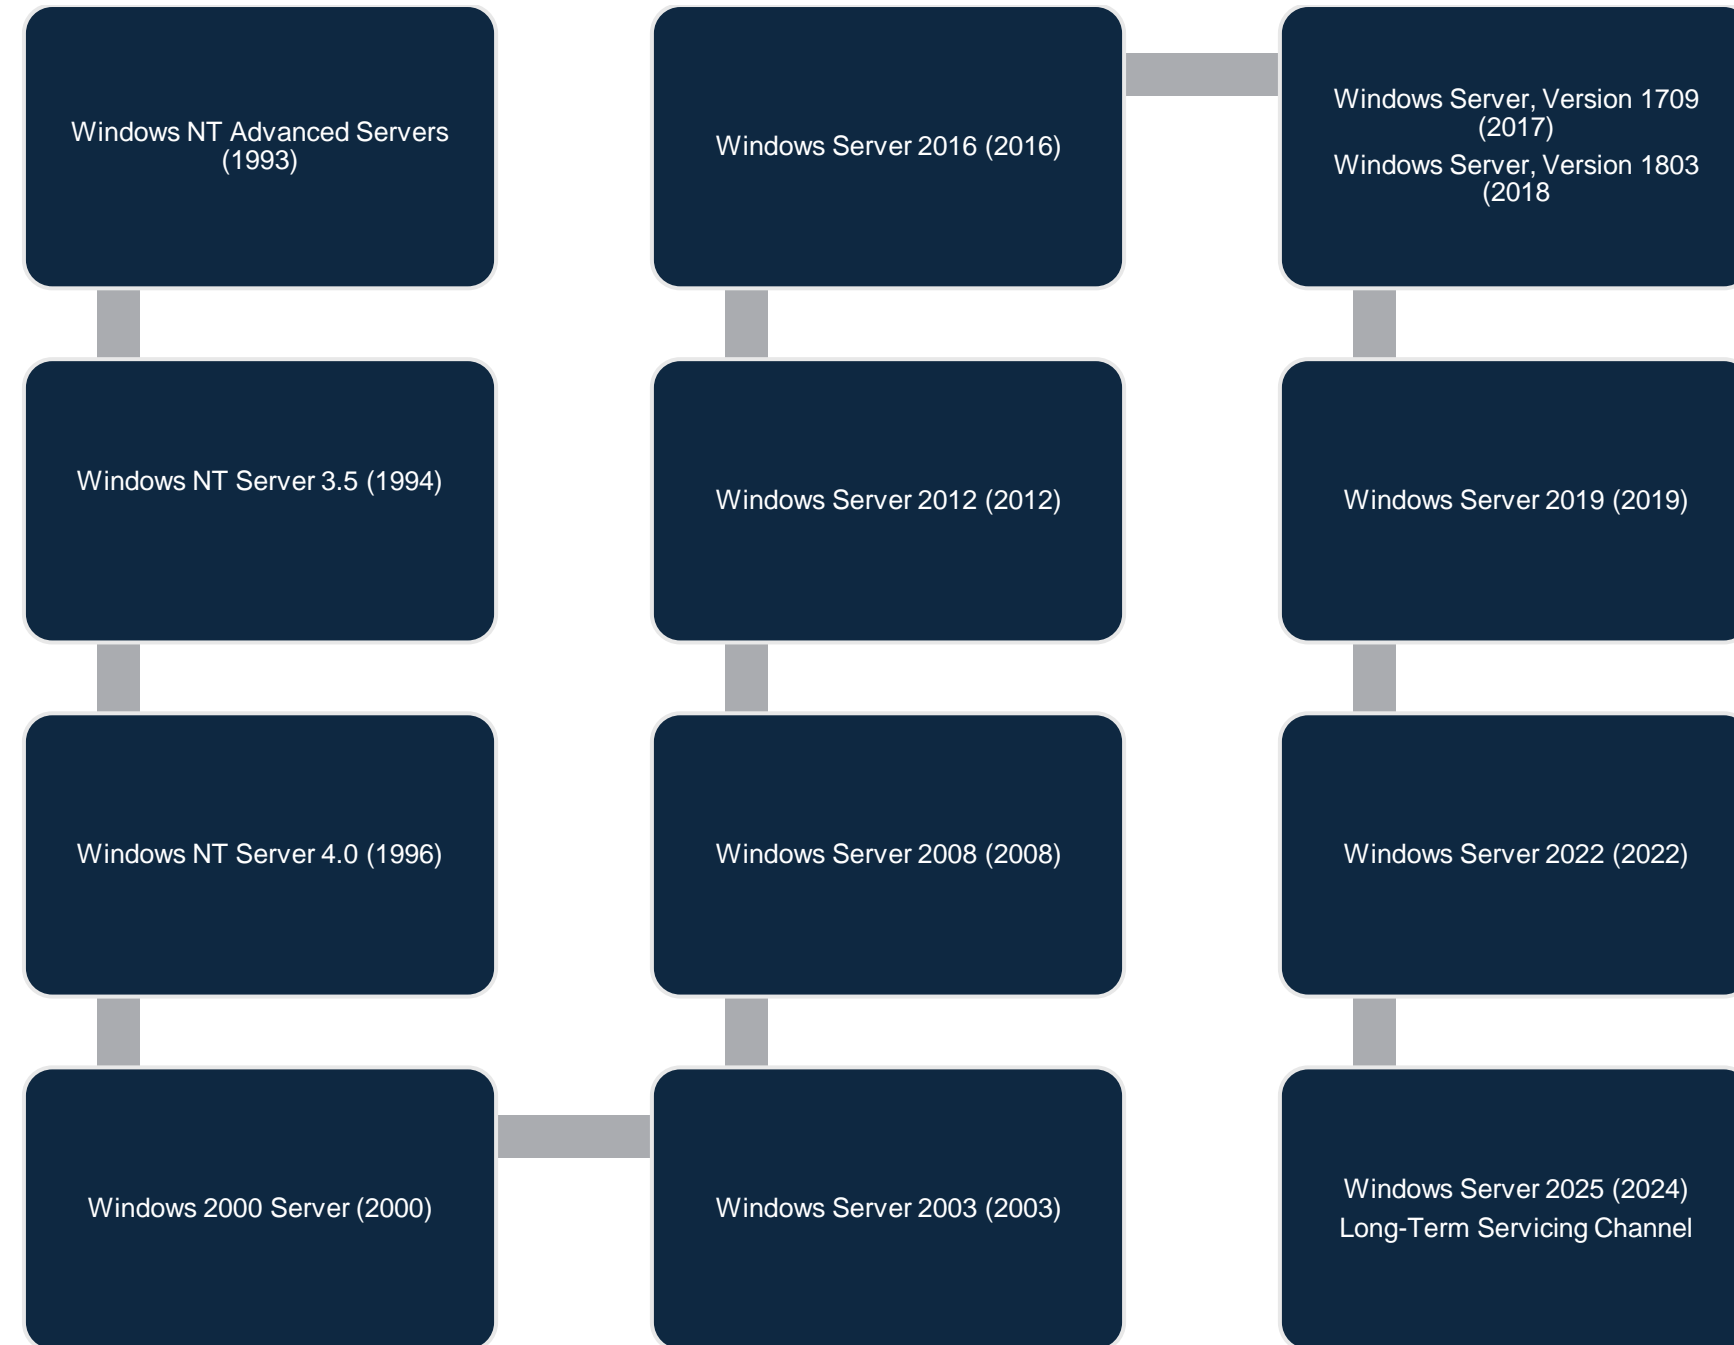 Windows NT Advanced Servers
(1993)
Windows NT Server 3.5 (1994)
Windows NT Server 4.0 (1996)
Windows 2000 Server (2000)
Windows Server 2003 (2003)
Windows Server 2008 (2008)
Windows Server 2012 (2012)
Windows Server 2016 (2016)
Windows Server, Version 1709
(2017)
Windows Server, Version 1803
(2018
Windows Server 2019 (2019)
Windows Server 2022 (2022)
Windows Server 2025 (2024)
Long-Term Servicing Channel